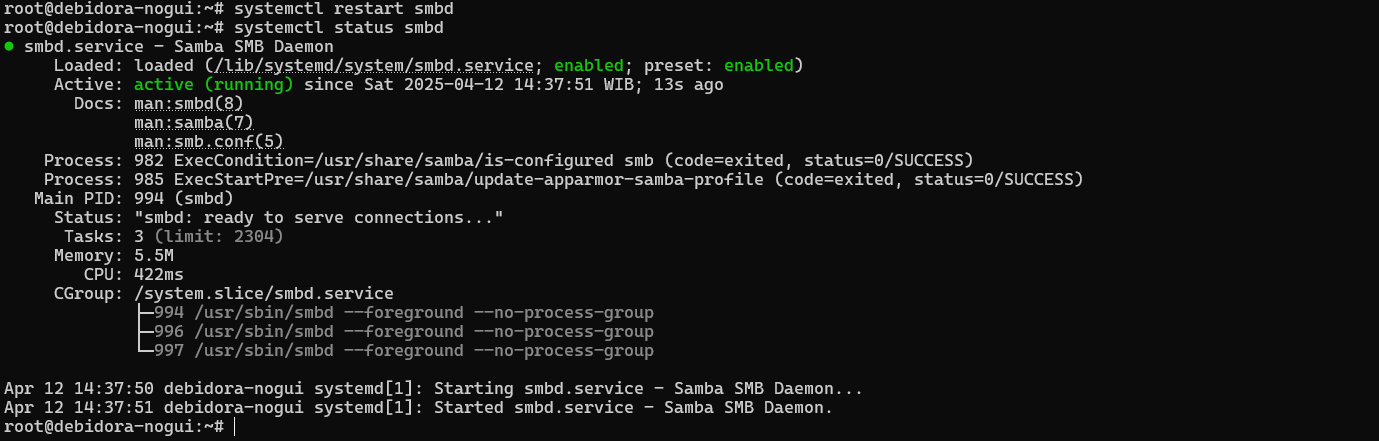 root@debidora-nogui:~# systemctl restart smbd
root@debidora-nogui:~# systemctl status smbd
● smbd.service - Samba SMB Daemon
     Loaded: loaded (/lib/systemd/system/smbd.service; enabled; preset: enabled)
     Active: active (running) since Sat 2025-04-12 14:37:51 WIB; 13s ago
       Docs: man:smbd(8)
             man:samba(7)
             man:smb.conf(5)
    Process: 982 ExecCondition=/usr/share/samba/is-configured smb (code=exited, status=0/SUCCESS)
    Process: 985 ExecStartPre=/usr/share/samba/update-apparmor-samba-profile (code=exited, status=0/SUCCESS)
   Main PID: 994 (smbd)
     Status: "smbd: ready to serve connections..."
      Tasks: 3 (limit: 2304)
     Memory: 5.5M
        CPU: 422ms
     CGroup: /system.slice/smbd.service
             ├─994 /usr/sbin/smbd --foreground --no-process-group
             ├─996 /usr/sbin/smbd --foreground --no-process-group
             └─997 /usr/sbin/smbd --foreground --no-process-group
Apr 12 14:37:50 debidora-nogui systemd[1]: Starting smbd.service - Samba SMB Daemon...
Apr 12 14:37:51 debidora-nogui systemd[1]: Started smbd.service - Samba SMB Daemon.
root@debidora-nogui:~#